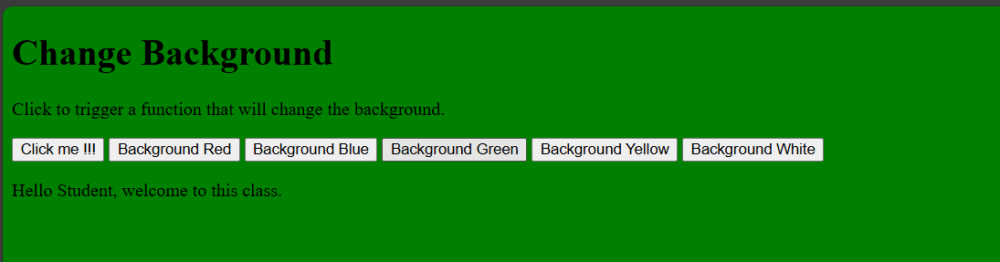 Change Background
Click to trigger a function that will change the background.
Click me !!! Background Red Background Blue Background Green Background Yellow Background White
Hello Student, welcome to this class.